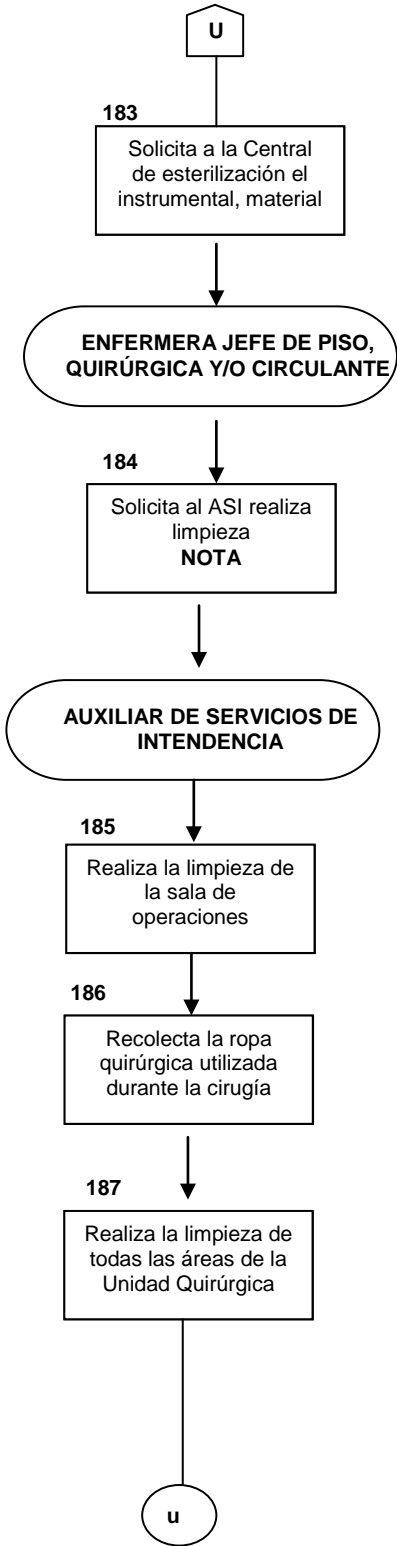 U
183
Solicita a la Central
de esterilización el
instrumental, material
ENFERMERA JEFE DE PISO,
QUIRÚRGICA Y/O CIRCULANTE
184
Solicita al ASI realiza
limpieza
NOTA
AUXILIAR DE SERVICIOS DE
INTENDENCIA
185
Realiza la limpieza de
la sala de
operaciones
186
Recolecta la ropa
quirúrgica utilizada
durante la cirugía
187
Realiza la limpieza de
todas las áreas de la
Unidad Quirúrgica
u